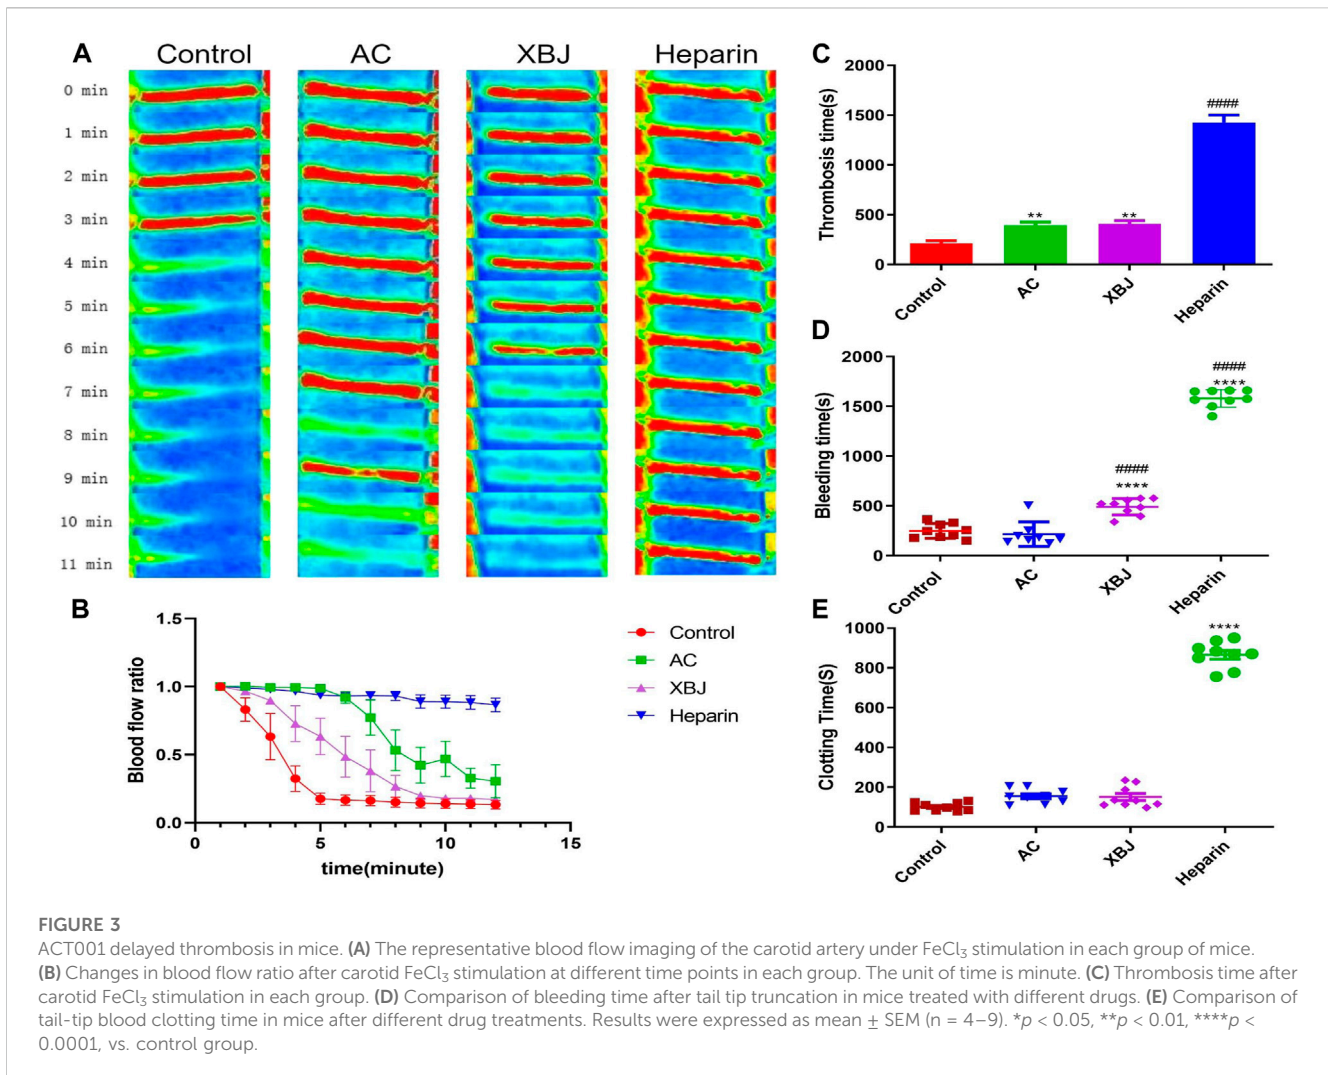 A
Control
AC
XBJ
Heparin
0 min
1 min
2 min
3 min
4 min
5 min
6 min
7 min
8 min
9 min
10 min
11 min
B
Blood flow ratio
1.5
1.0
0.5
0.0
0
5
10
15
time(minute)
Control
AC
XBJ
Heparin
C
Thrombosis time(s)
2000
1500
1000
500
0
####
**
**
Control
AC
XBJ
Heparin
D
Bleeding time(s)
2000
1500
1000
500
0
####
****
####
****
Control
AC
XBJ
Heparin
E
Clotting Time(S)
1000
800
600
400
200
0
****
Control
AC
XBJ
Heparin
FIGURE 3
ACT001 delayed thrombosis in mice. (A) The representative blood flow imaging of the carotid artery under FeCl₃ stimulation in each group of mice.
(B) Changes in blood flow ratio after carotid FeCl₃ stimulation at different time points in each group. The unit of time is minute. (C) Thrombosis time after
carotid FeCl₃ stimulation in each group. (D) Comparison of bleeding time after tail tip truncation in mice treated with different drugs. (E) Comparison of
tail-tip blood clotting time in mice after different drug treatments. Results were expressed as mean ± SEM (n = 4–9). *p < 0.05, **p < 0.01, ****p <
0.0001, vs. control group.